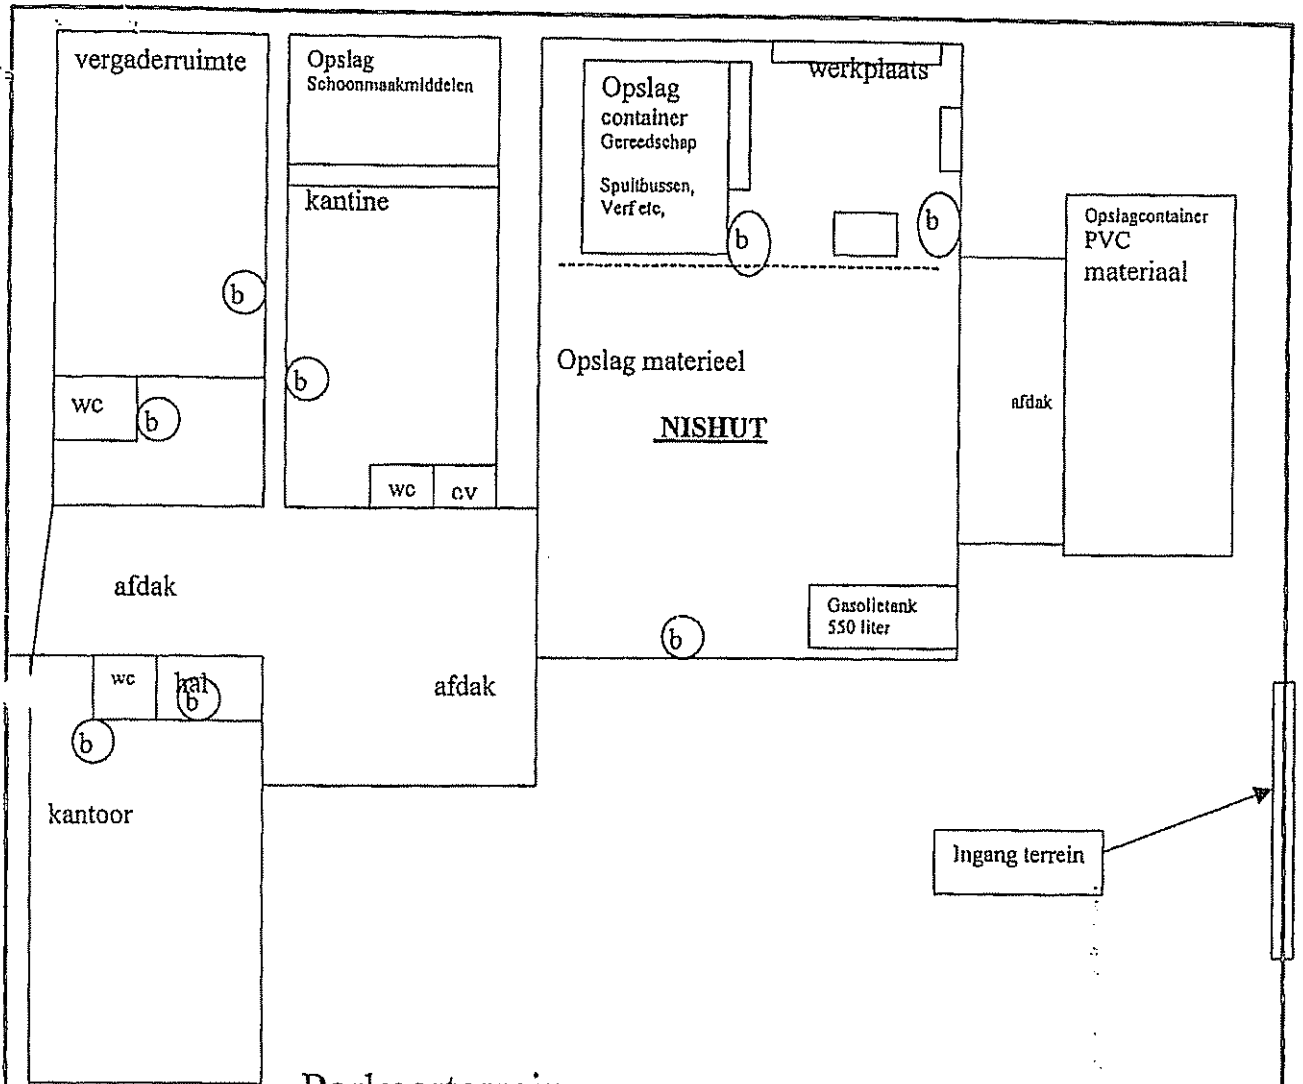 vergaderruimte
Opslag
Schoonmaakmiddelen
kantine
Opslag
container
Gereedschap
Spuitbussen,
Verf etc,
werkplaats
b
b
Opslagcontainer
PVC
materiaal
b
b
wc
b
wc
cv
Opslag materieel
NISHUT
afdak
afdak
Gasolietank
550 liter
b
wc
hal
b
b
afdak
kantoor
Ingang terrein